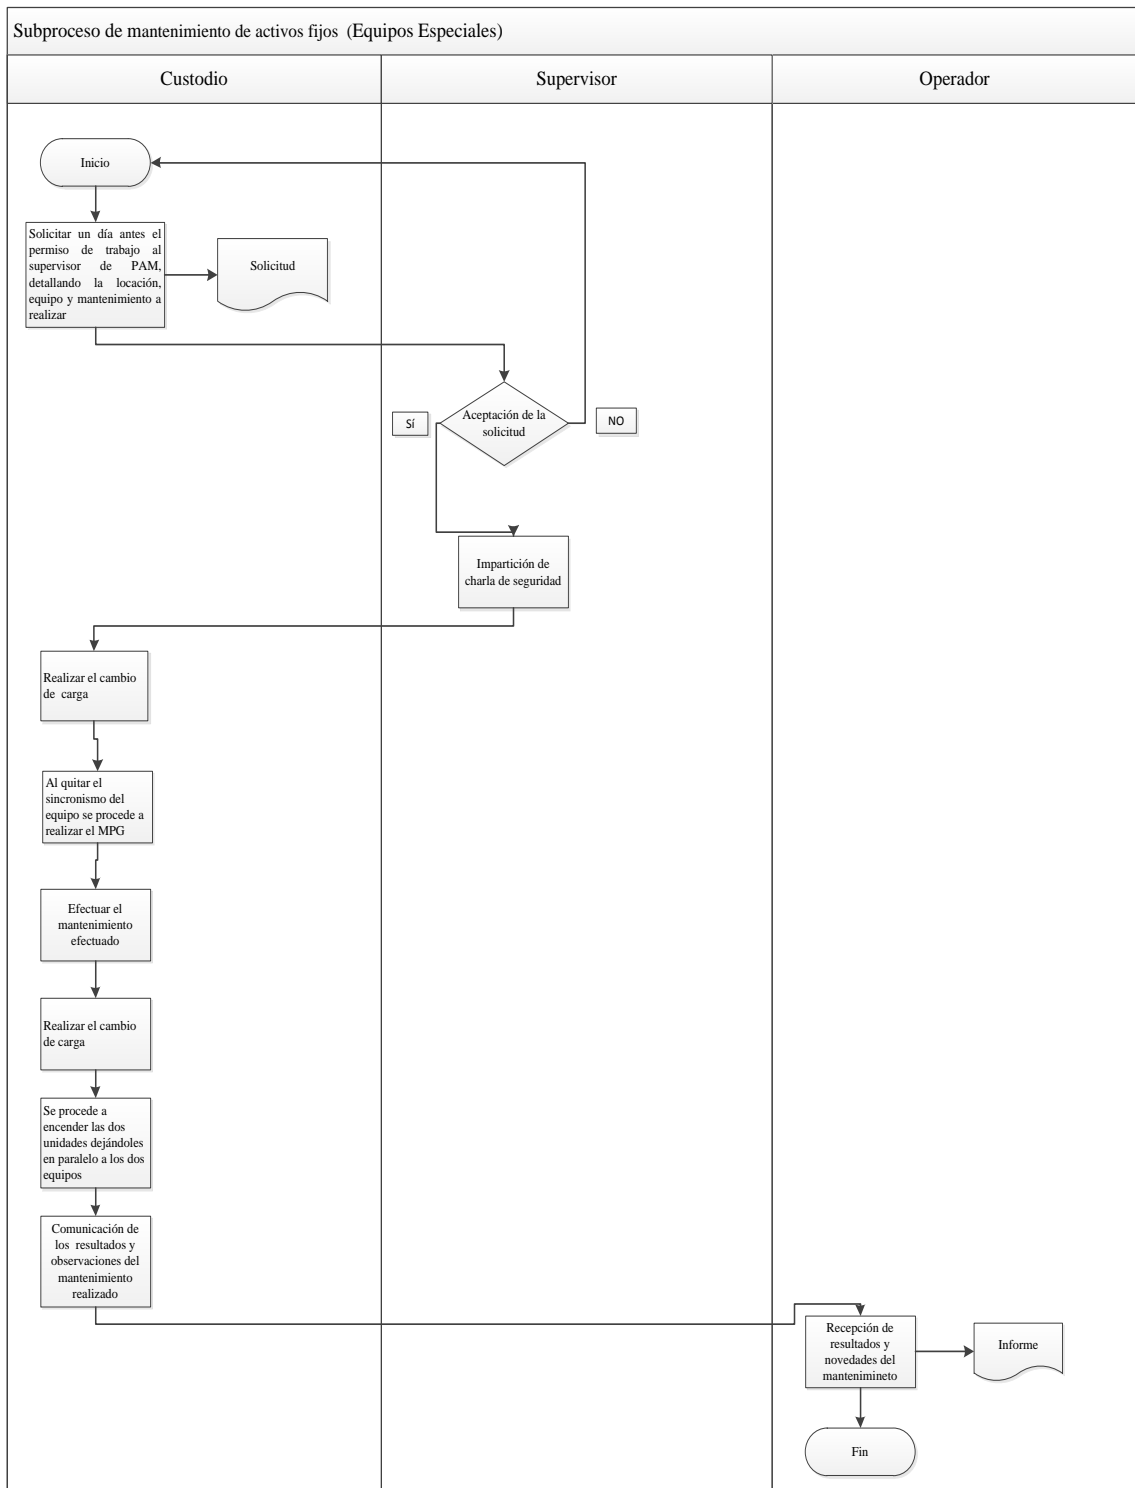 Subproceso de mantenimiento de activos fijos (Equipos Especiales)
Custodio
Supervisor
Operador
Inicio
Solicitar un día antes el
permiso de trabajo al
supervisor de PAM,
detallando la locación,
equipo y mantenimiento a
realizar
Solicitud
Aceptación de la
solicitud
Sí
NO
Impartición de
charla de seguridad
Realizar el cambio
de carga
Al quitar el
sincronismo del
equipo se procede a
realizar el MPG
Efectuar el
mantenimiento
efectuado
Realizar el cambio
de carga
Se procede a
encender las dos
unidades dejándoles
en paralelo a los dos
equipos
Comunicación de
los resultados y
observaciones del
mantenimiento
realizado
Recepción de
resultados y
novedades del
mantenimineto
Informe
Fin